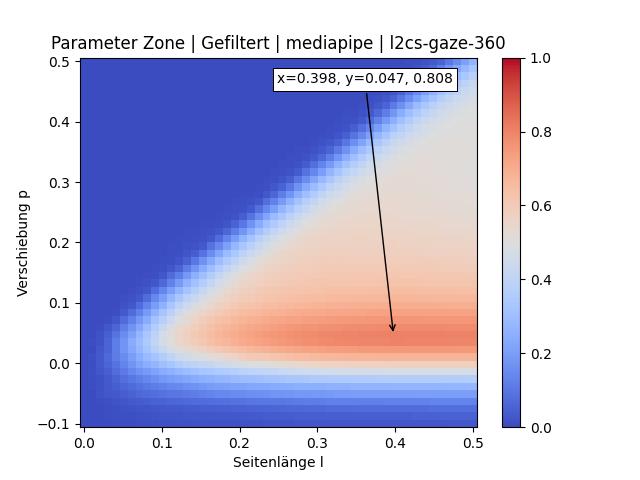 Parameter Zone | Gefiltert | mediapipe | l2cs-gaze-360
x=0.398, y=0.047, 0.808
0.5
0.4
0.3
0.2
0.1
0.0
−0.1
Verschiebung p
0.0 0.1 0.2 0.3 0.4 0.5
Seitenlänge l
1.0
0.8
0.6
0.4
0.2
0.0